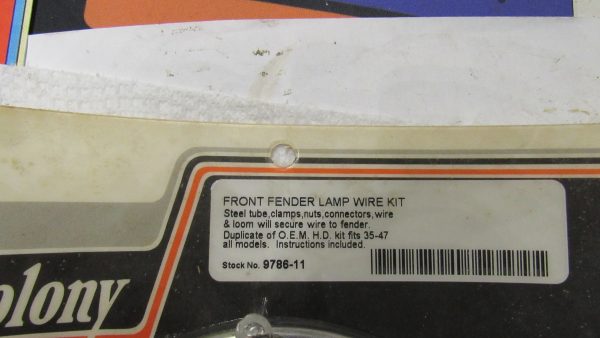 FRONT FENDER LAMP WIRE KIT
Steel tube,clamps,nuts,connectors,wire
& loom will secure wire to fender.
Duplicate of O.E.M. H.D. kit fits 35-47
all models. Instructions included.
Stock No. 9786-11
olony